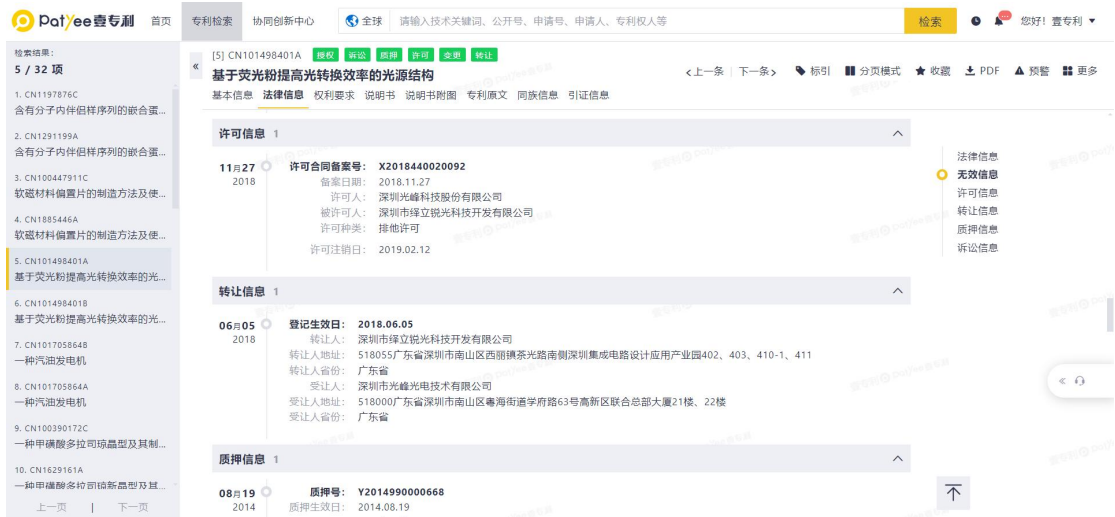 PatYee壹专利 首页 专利检索 协同创新中心 全球 请输入技术关键词、公开号、申请号、申请人、专利权人等 检索 您好！壹专利
检索结果：
5 / 32 项
1. CN1197876C
含有分子内伴侣样序列的嵌合蛋...
2. CN1291199A
含有分子内伴侣样序列的嵌合蛋...
3. CN100447911C
软磁材料偏置片的制造方法及使...
4. CN1885446A
软磁材料偏置片的制造方法及使...
5. CN101498401A
基于荧光粉提高光转换效率的光...
6. CN101498401B
基于荧光粉提高光转换效率的光...
7. CN101705864B
一种汽油发电机
8. CN101705864A
一种汽油发电机
9. CN100390172C
一种甲磺酸多拉司琼晶型及其制...
10. CN1629161A
一种甲磺酸多拉司琼新晶型及其...
上一页 | 下一页
«
[5] CN101498401A 授权 诉讼 质押 许可 变更 转让
基于荧光粉提高光转换效率的光源结构
<上一条 | 下一条> 标引 分页模式 收藏 PDF 预警 更多
基本信息 法律信息 权利要求 说明书 说明书附图 专利原文 同族信息 引证信息
许可信息 1
11月27
2018
许可合同备案号： X2018440020092
备案日期： 2018.11.27
许可人： 深圳光峰科技股份有限公司
被许可人： 深圳市绎立锐光科技开发有限公司
许可种类： 排他许可
许可注销日： 2019.02.12
转让信息 1
06月05
2018
登记生效日： 2018.06.05
转让人： 深圳市绎立锐光科技开发有限公司
转让人地址： 518055广东省深圳市南山区西丽镇茶光路南侧深圳集成电路设计应用产业园402、403、410-1、411
转让人省份： 广东省
受让人： 深圳市光峰光电技术有限公司
受让人地址： 518000广东省深圳市南山区粤海街道学府路63号高新区联合总部大厦21楼、22楼
受让人省份： 广东省
质押信息 1
08月19
2014
质押号： Y2014990000668
质押生效日： 2014.08.19
法律信息
无效信息
许可信息
转让信息
质押信息
诉讼信息
«